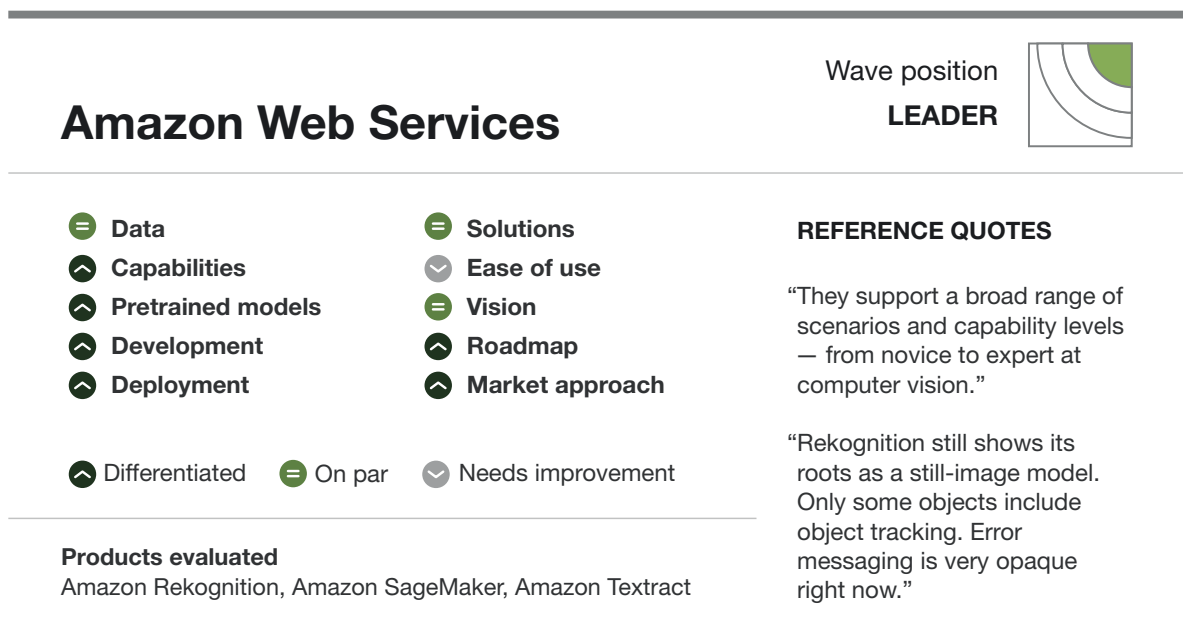 Wave position
LEADER
Amazon Web Services
Data
Capabilities
Pretrained models
Development
Deployment
Solutions
Ease of use
Vision
Roadmap
Market approach
Differentiated
On par
Needs improvement
Products evaluated
Amazon Rekognition, Amazon SageMaker, Amazon Textract
REFERENCE QUOTES
“They support a broad range of
scenarios and capability levels
— from novice to expert at
computer vision.”
“Rekognition still shows its
roots as a still-image model.
Only some objects include
object tracking. Error
messaging is very opaque
right now.”